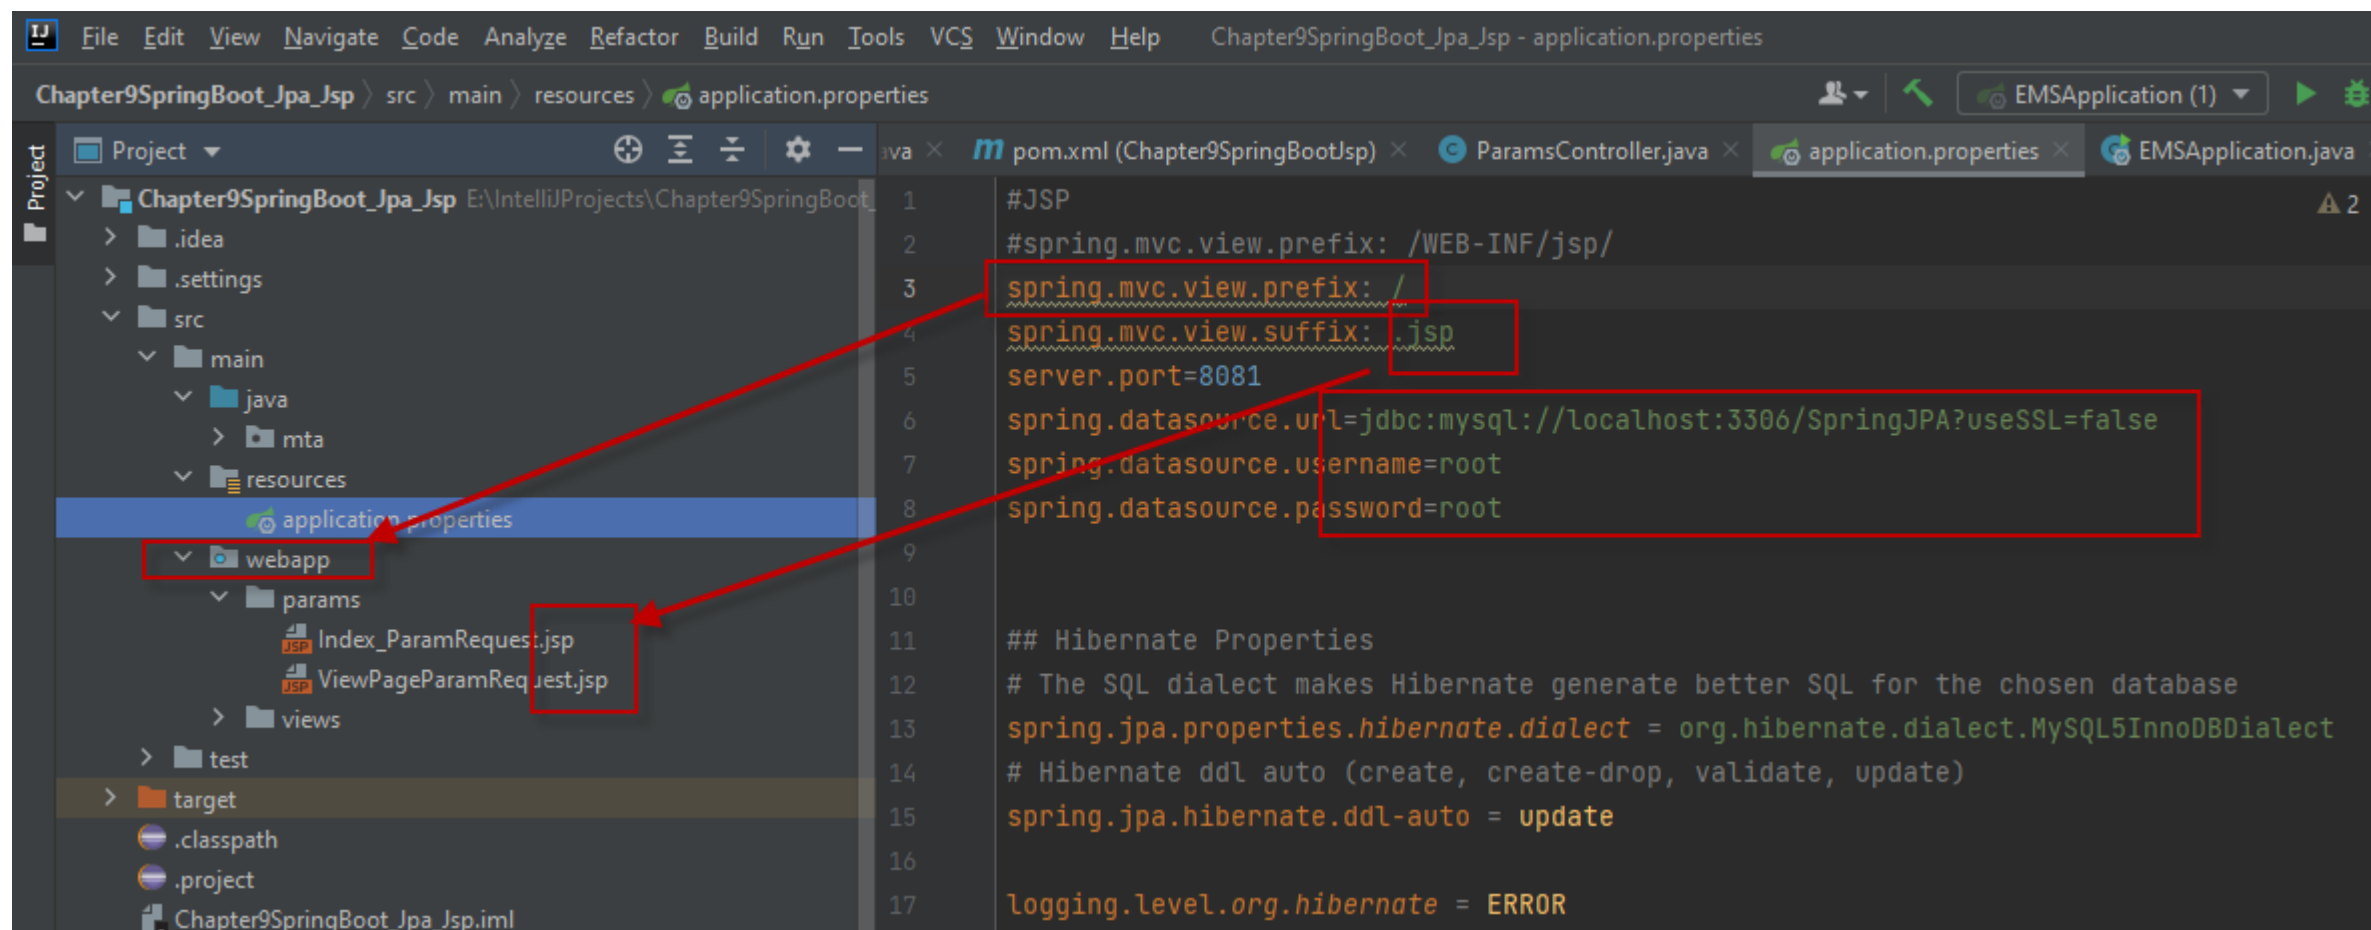 IJ File Edit View Navigate Code Analyze Refactor Build Run Tools VCS Window Help Chapter9SpringBoot_Jpa_Jsp - application.properties
Chapter9SpringBoot_Jpa_Jsp src main resources application.properties EMSApplication (1)
Project
Project
ava pom.xml (Chapter9SpringBootJsp) ParamsController.java application.properties EMSApplication.java
Chapter9SpringBoot_Jpa_Jsp E:\IntelliJProjects\Chapter9SpringBoot_
.idea
.settings
src
main
java
mta
resources
application.properties
webapp
params
Index_ParamRequest.jsp
ViewPageParamRequest.jsp
views
test
target
.classpath
.project
Chapter9SpringBoot_Jpa_Jsp.iml
1 #JSP
2
2 #spring.mvc.view.prefix: /WEB-INF/jsp/
3 spring.mvc.view.prefix: /
4 spring.mvc.view.suffix: .jsp
5 server.port=8081
6 spring.datasource.url=jdbc:mysql://localhost:3306/SpringJPA?useSSL=false
7 spring.datasource.username=root
8 spring.datasource.password=root
9
10
11 ## Hibernate Properties
12 # The SQL dialect makes Hibernate generate better SQL for the chosen database
13 spring.jpa.properties.hibernate.dialect = org.hibernate.dialect.MySQL5InnoDBDialect
14 # Hibernate ddl auto (create, create-drop, validate, update)
15 spring.jpa.hibernate.ddl-auto = update
16
17 logging.level.org.hibernate = ERROR